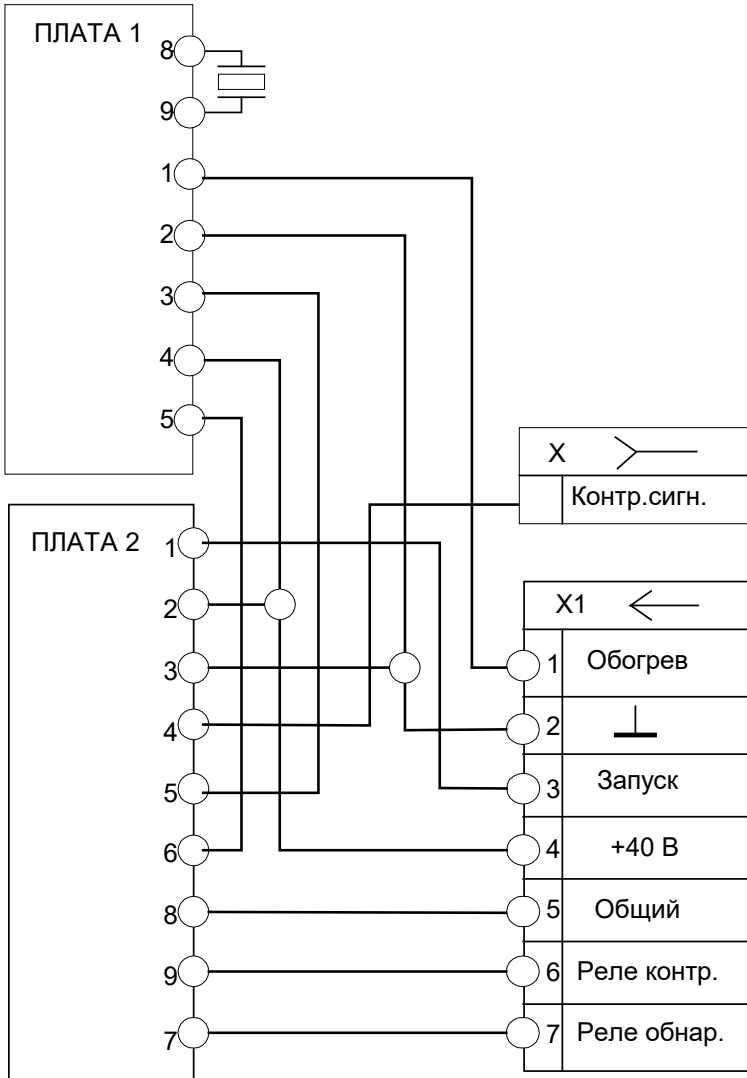 ПЛАТА 1
8
9
1
2
3
4
5
X
Контр.сигн.
ПЛАТА 2
1
2
3
4
5
6
8
9
7
X1
1 Обогрев
2
3 Запуск
4 +40 В
5 Общий
6 Реле контр.
7 Реле обнар.